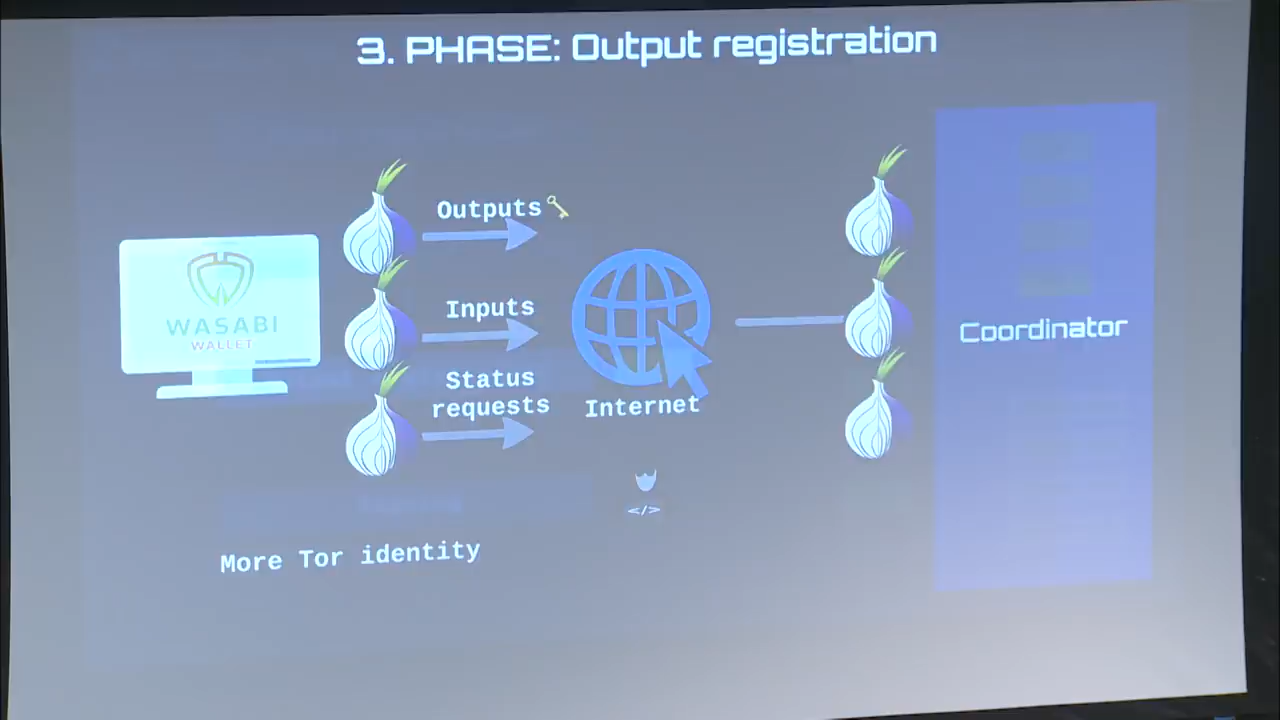 3. PHASE: Output registration
Outputs
WASABI
WALLET
Inputs
Status
requests
Internet
Coordinator
</>
More Tor identity